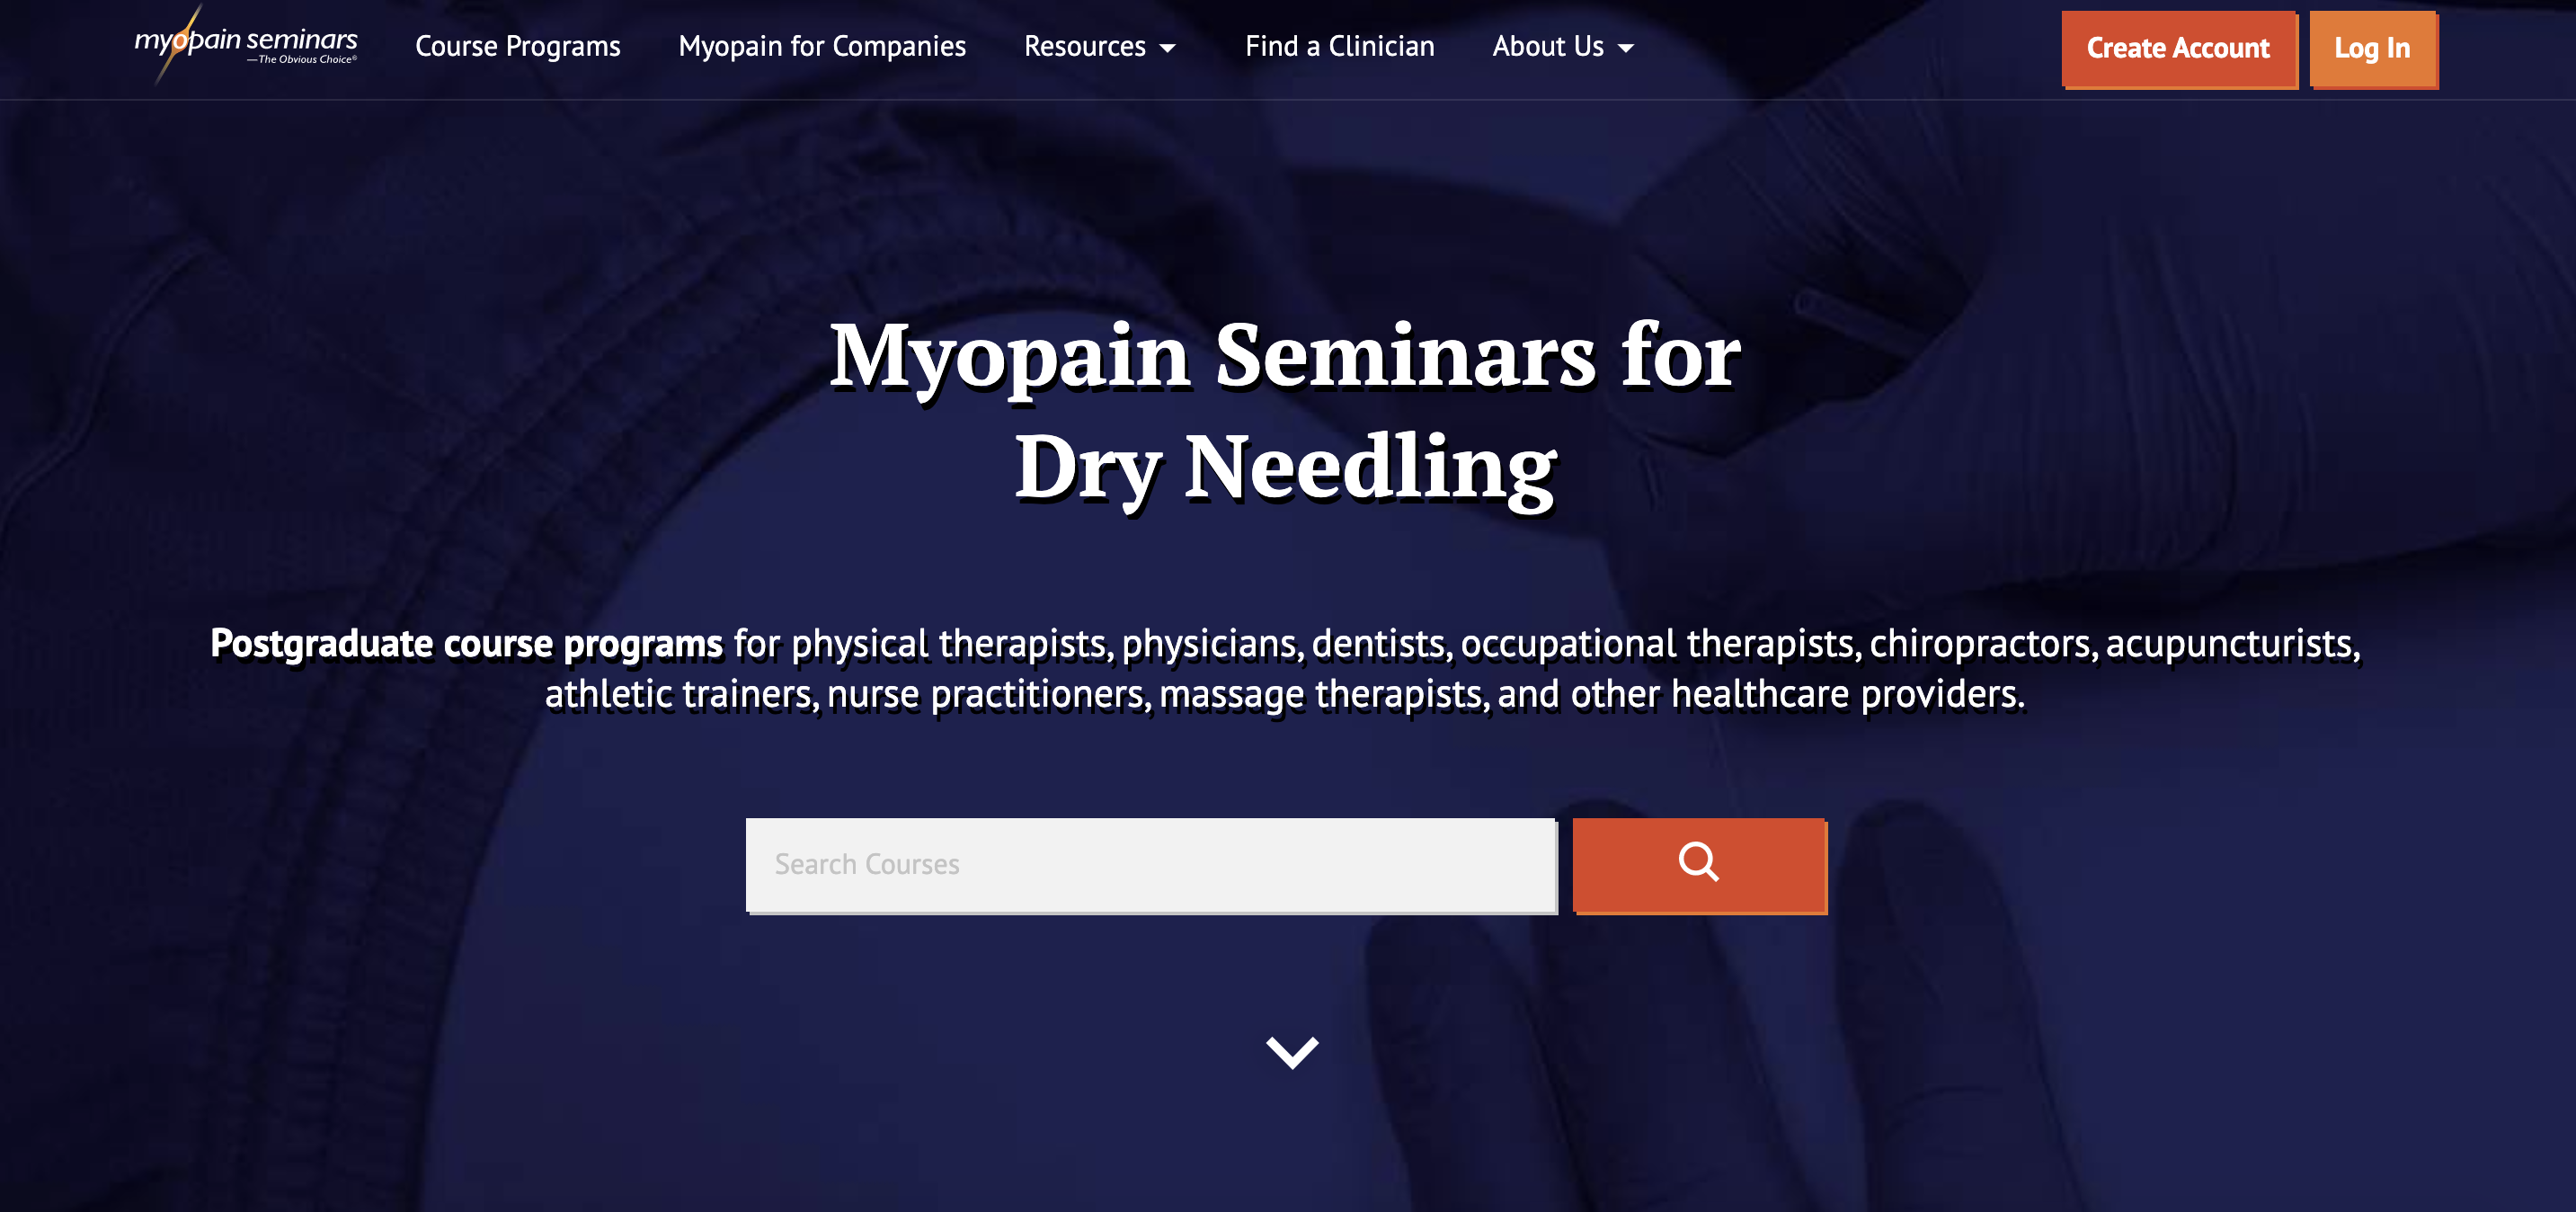 myopain seminars
—The Obvious Choice®
Course Programs
Myopain for Companies
Resources
Find a Clinician
About Us
Create Account
Log In
Myopain Seminars for
Dry Needling
Postgraduate course programs for physical therapists, physicians, dentists, occupational therapists, chiropractors, acupuncturists,
athletic trainers, nurse practitioners, massage therapists, and other healthcare providers.
Search Courses